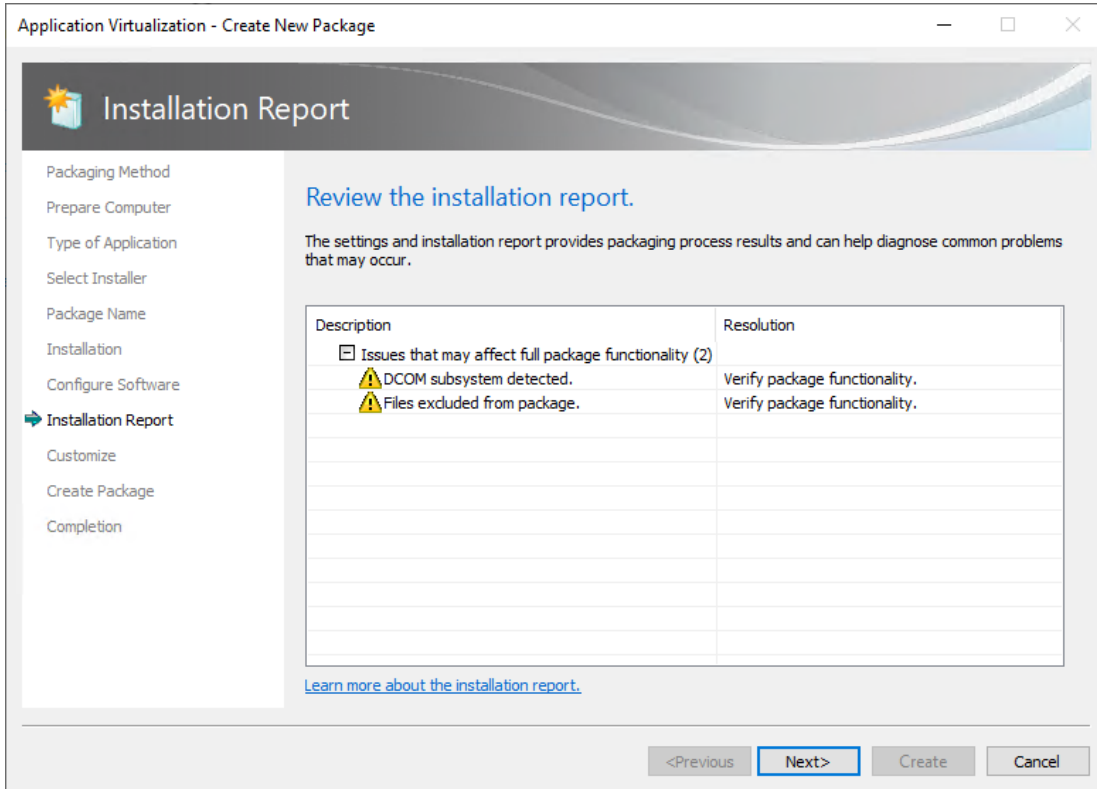 Application Virtualization - Create New Package
Installation Report
Packaging Method
Prepare Computer
Type of Application
Select Installer
Package Name
Installation
Configure Software
Installation Report
Customize
Create Package
Completion
Review the installation report.
The settings and installation report provides packaging process results and can help diagnose common problems
that may occur.
Description Resolution
Issues that may affect full package functionality (2)
DCOM subsystem detected. Verify package functionality.
Files excluded from package. Verify package functionality.
Learn more about the installation report.
<Previous Next> Create Cancel